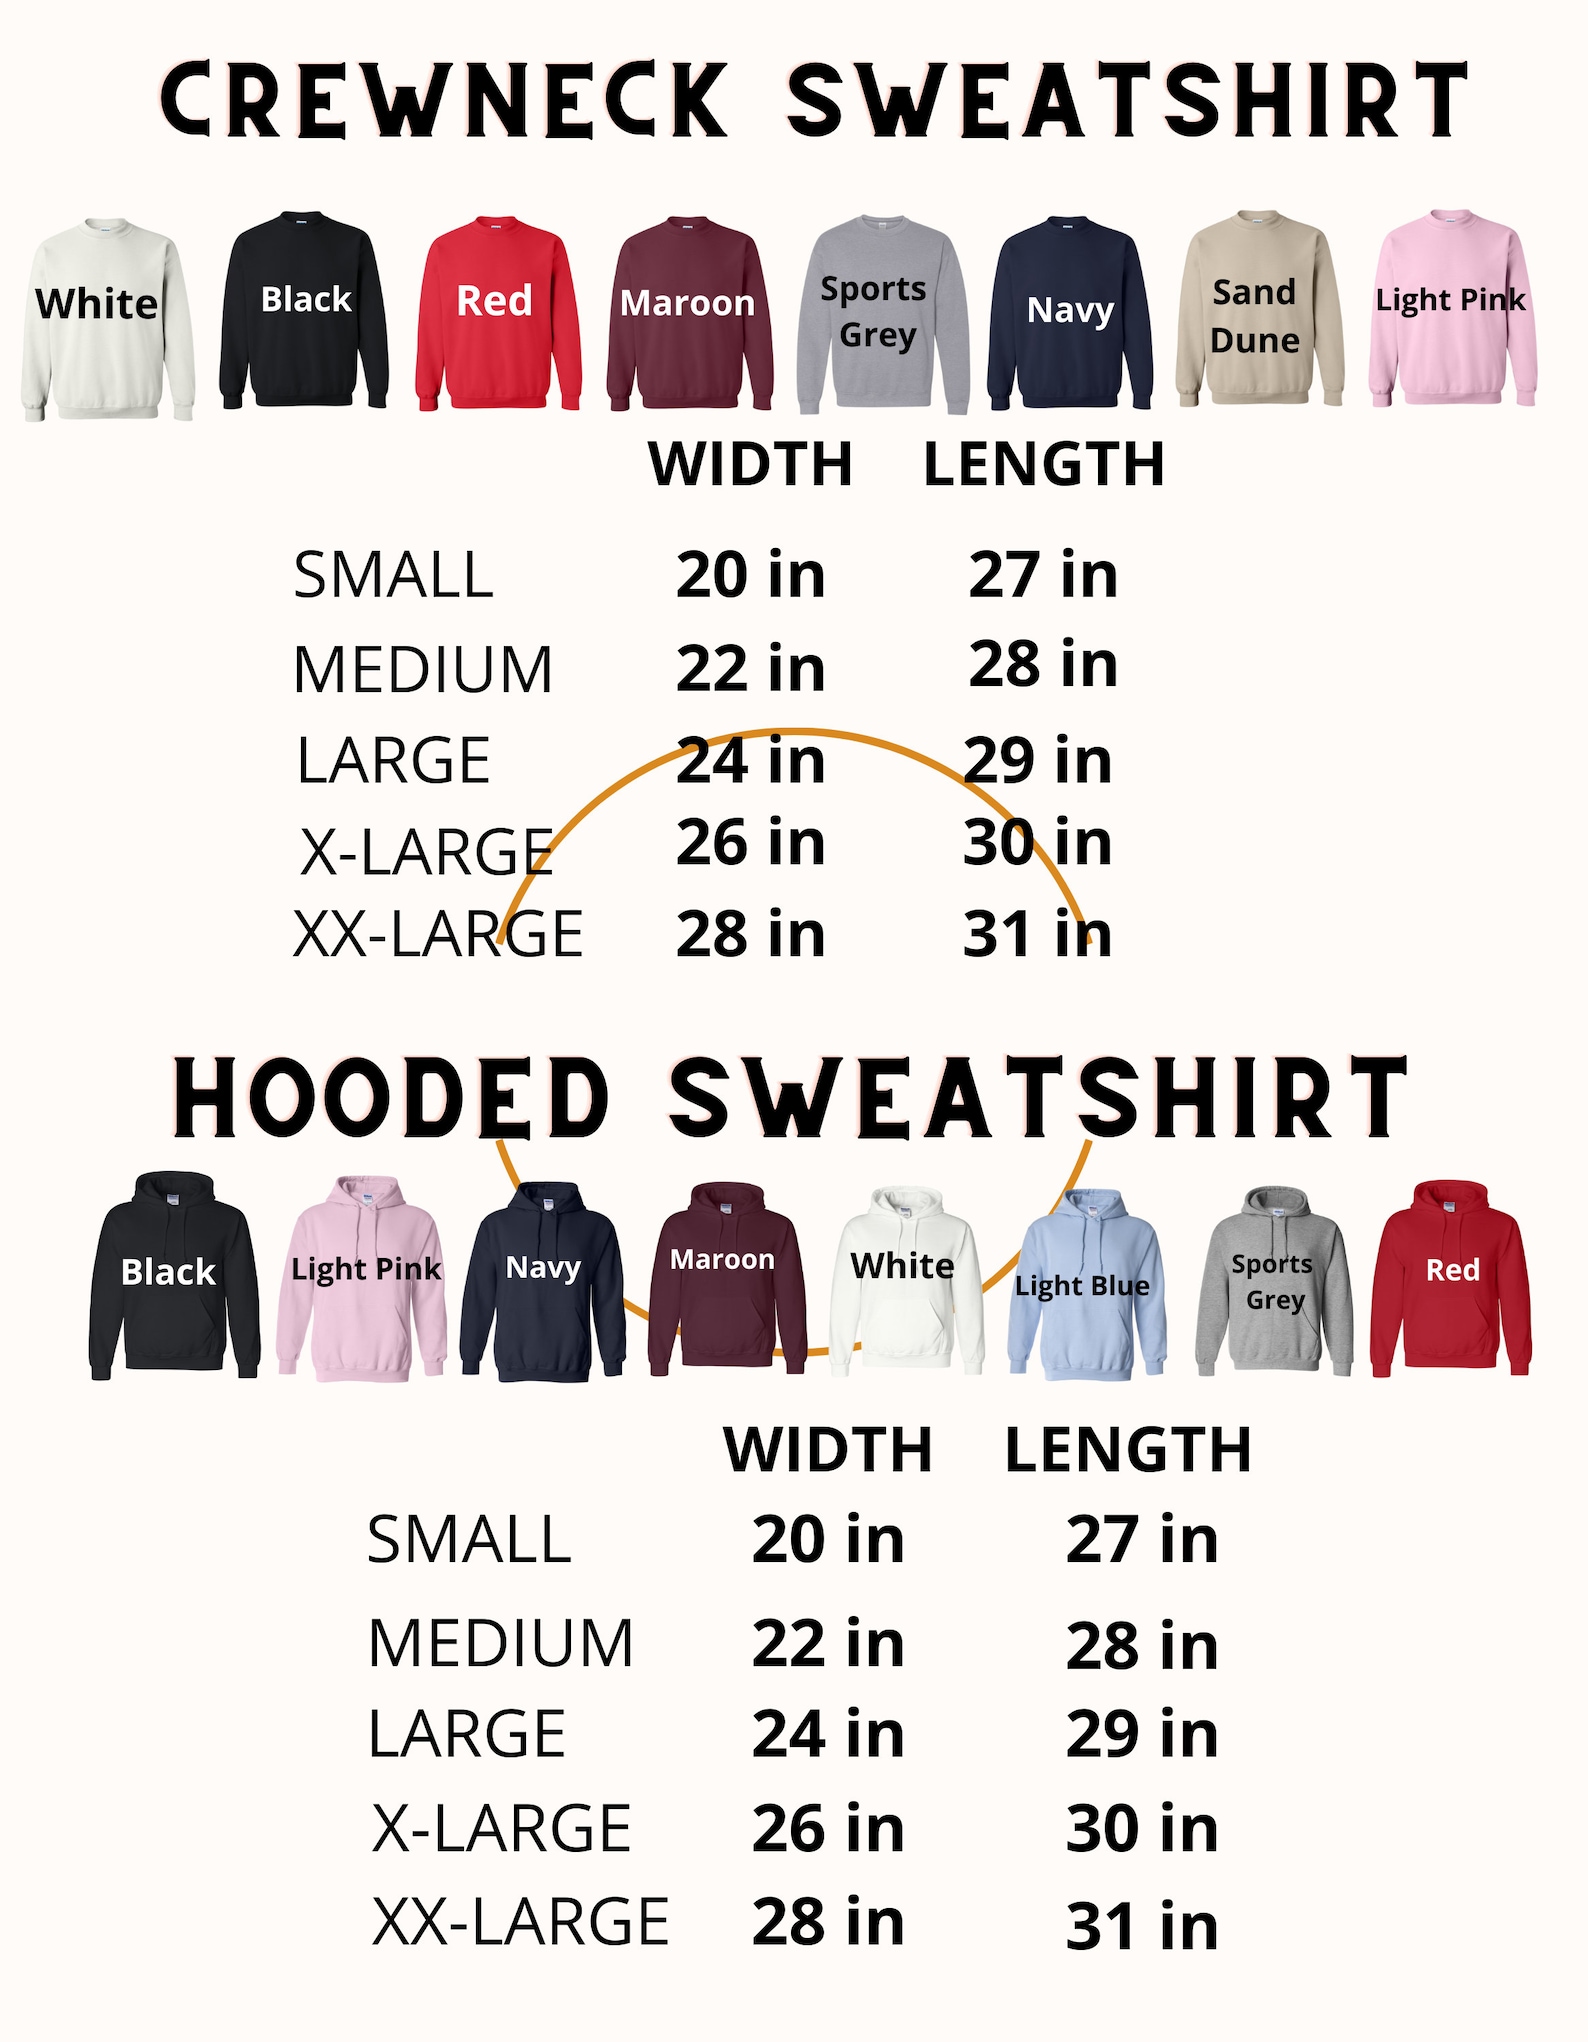 CREWNECK SWEATSHIRT
White
Black
Red
Maroon
Sports
Grey
Navy
Sand
Dune
Light Pink
WIDTH LENGTH
SMALL 20 in 27 in
MEDIUM 22 in 28 in
LARGE 24 in 29 in
X-LARGE 26 in 30 in
XX-LARGE 28 in 31 in
HOODED SWEATSHIRT
Black
Light Pink
Navy
Maroon
White
Light Blue
Sports
Grey
Red
WIDTH LENGTH
SMALL 20 in 27 in
MEDIUM 22 in 28 in
LARGE 24 in 29 in
X-LARGE 26 in 30 in
XX-LARGE 28 in 31 in